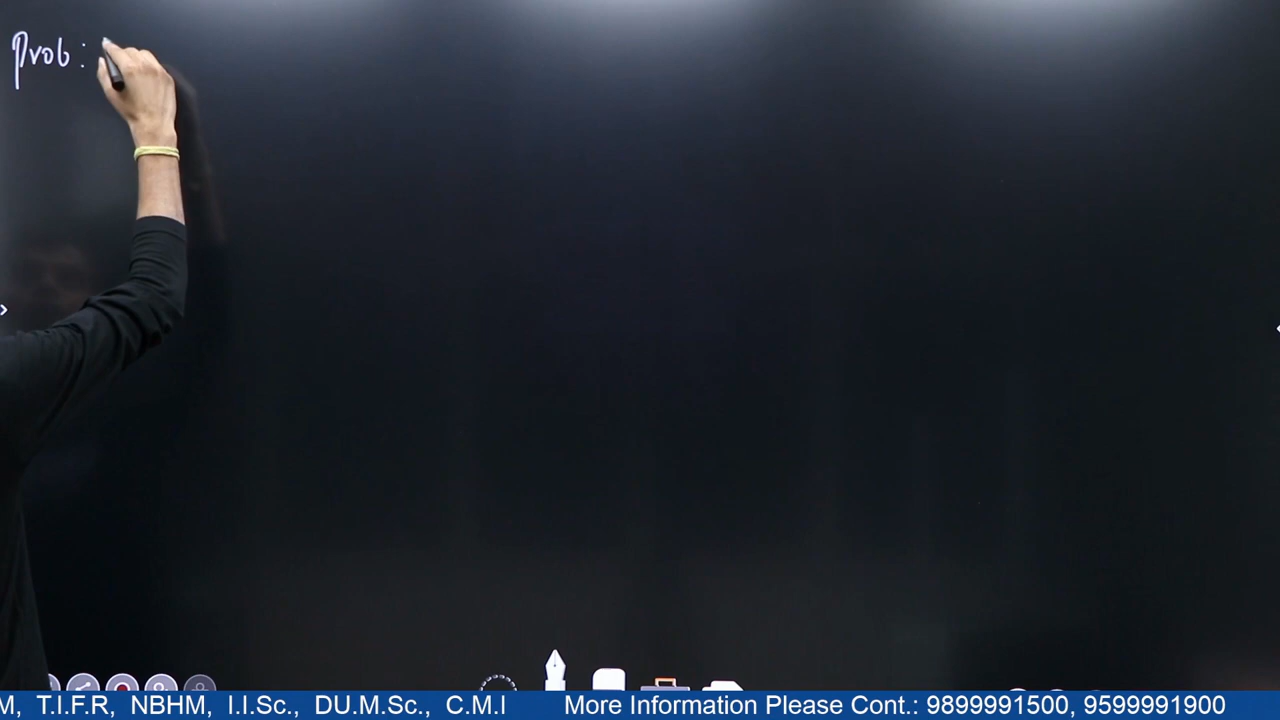 Prob :
M, T.I.F.R, NBHM, I.I.Sc., DU.M.Sc., C.M.I More Information Please Cont.: 9899991500, 9599991900